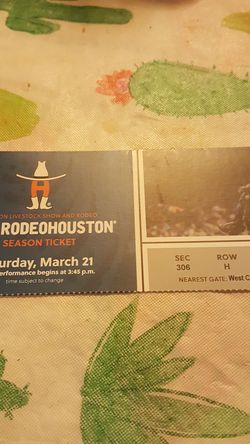 ON LIVESTOCK SHOW AND RODEO
H
RODEOHOUSTON®
SEASON TICKET
urday, March 21
erformance begins at 3:45 p.m.
time subject to change
SEC ROW
306 H
NEAREST GATE: West C